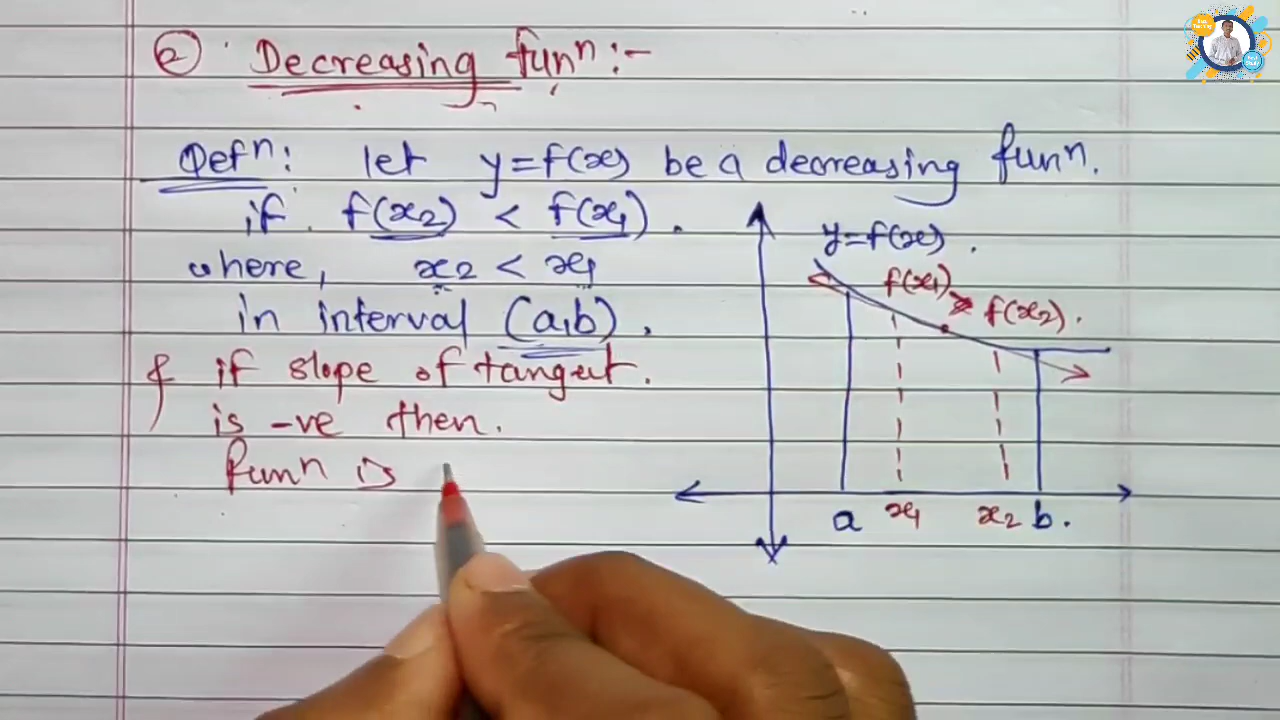 ② Decreasing funⁿ:-
Defⁿ: let y=f(x) be a decreasing funⁿ.
if f(x2) < f(x1).
where, x2 < x1
in interval (a,b).
& if slope of tangent.
is -ve then.
funⁿ is
y=f(x).
f(x1) > f(x2).
a x1 x2 b.